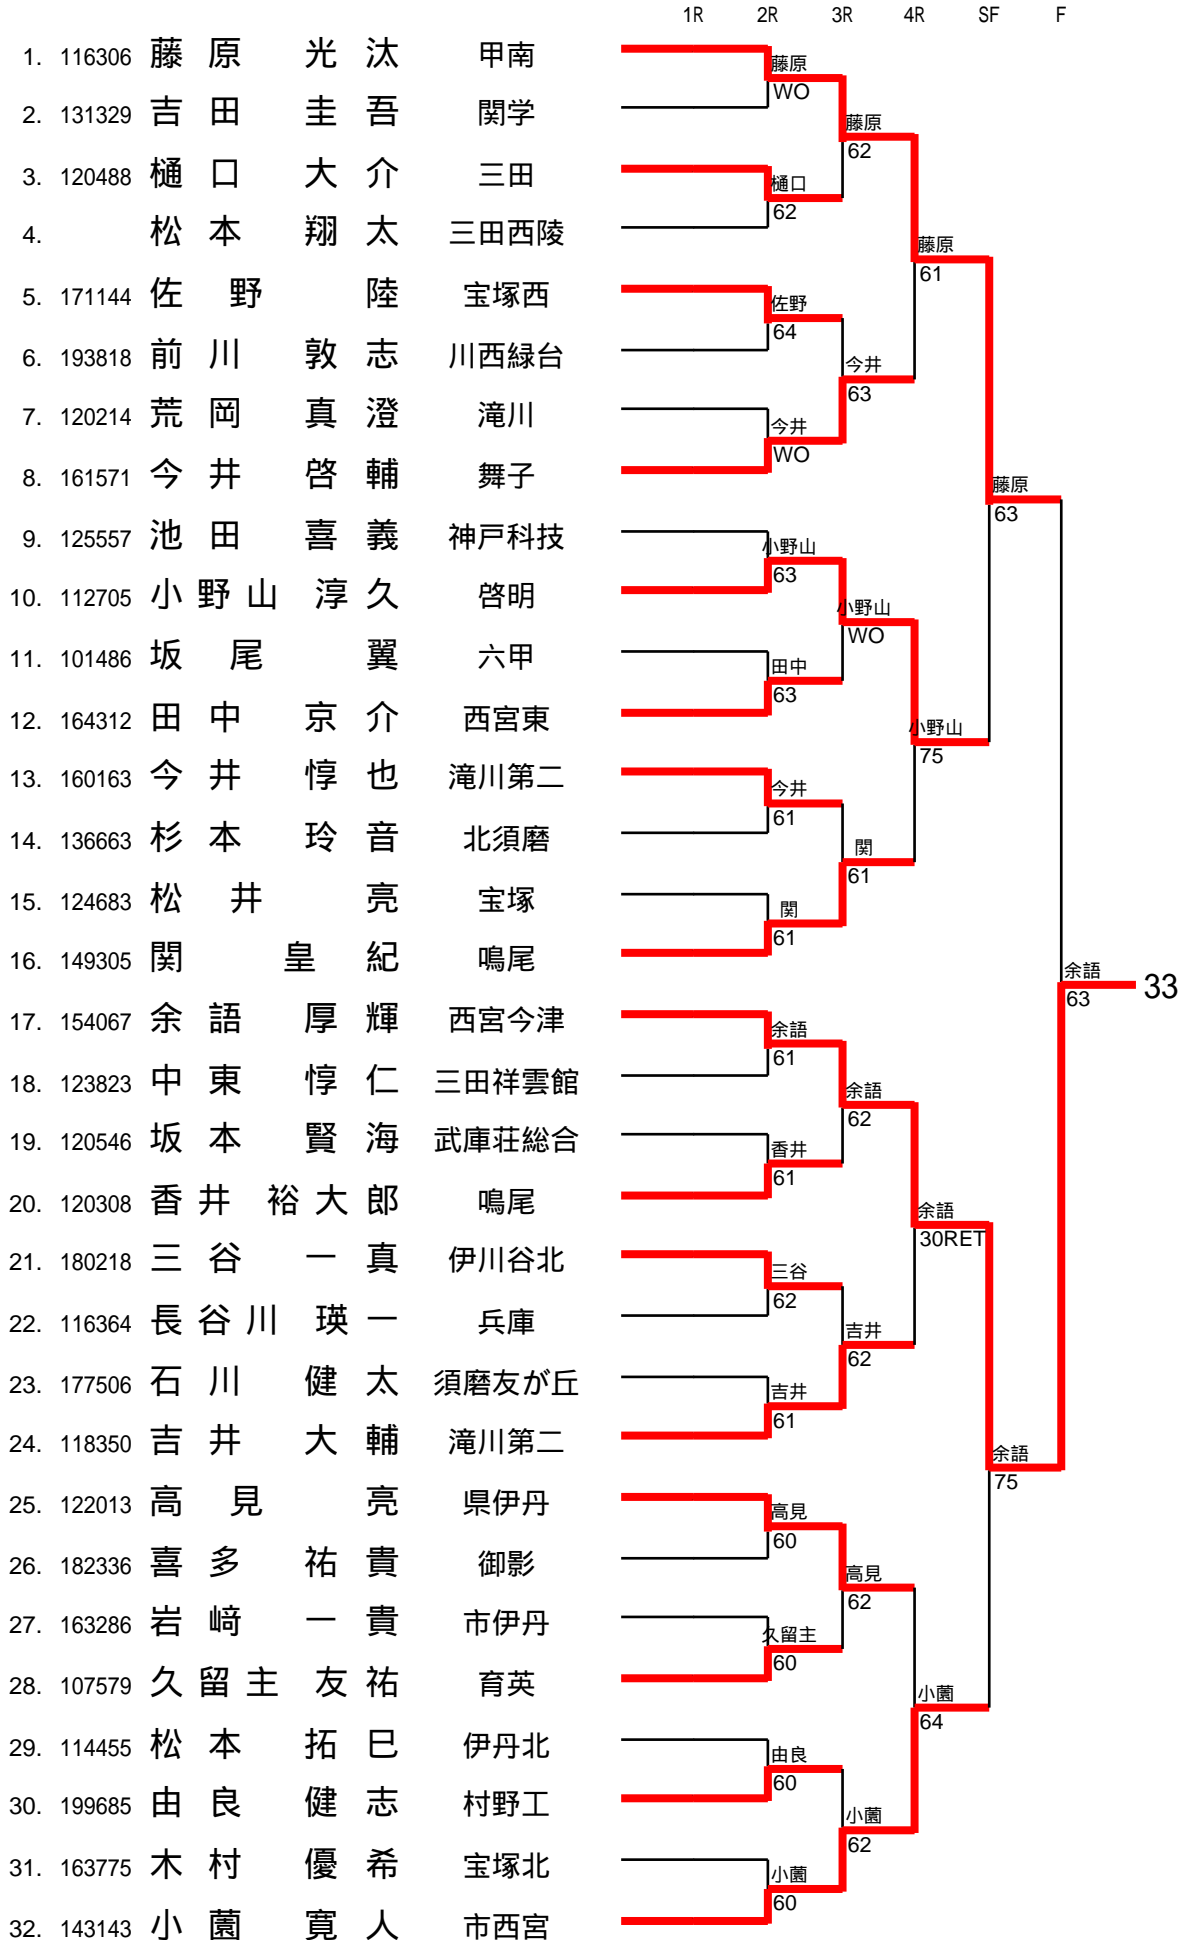 1R 2R 3R 4R SF F
1. 116306 藤原 光汰 甲南
2. 131329 吉田 圭吾 関学
3. 120488 樋口 大介 三田
4. 松本 翔太 三田西陵
5. 171144 佐野 陸 宝塚西
6. 193818 前川 敦志 川西緑台
7. 120214 荒岡 真澄 滝川
8. 161571 今井 啓輔 舞子
9. 125557 池田 喜義 神戸科技
10. 112705 小野山 淳久 啓明
11. 101486 坂尾 翼 六甲
12. 164312 田中 京介 西宮東
13. 160163 今井 惇也 滝川第二
14. 136663 杉本 玲音 北須磨
15. 124683 松井 亮 宝塚
16. 149305 関 皇紀 鳴尾
17. 154067 余語 厚輝 西宮今津
18. 123823 中東 惇仁 三田祥雲館
19. 120546 坂本 賢海 武庫荘総合
20. 120308 香井 裕大郎 鳴尾
21. 180218 三谷 一真 伊川谷北
22. 116364 長谷川 瑛一 兵庫
23. 177506 石川 健太 須磨友が丘
24. 118350 吉井 大輔 滝川第二
25. 122013 高見 亮 県伊丹
26. 182336 喜多 祐貴 御影
27. 163286 岩﨑 一貴 市伊丹
28. 107579 久留主 友祐 育英
29. 114455 松本 拓巳 伊丹北
30. 199685 由良 健志 村野工
31. 163775 木村 優希 宝塚北
32. 143143 小薗 寛人 市西宮
藤原
WO
樋口
62
佐野
64
今井
WO
小野山
63
田中
63
今井
61
関
61
余語
61
香井
61
三谷
62
吉井
61
高見
60
久留主
60
由良
60
小薗
60
藤原
62
今井
63
小野山
WO
関
61
余語
62
吉井
62
高見
62
小薗
62
藤原
61
小野山
75
余語
30RET
小薗
64
藤原
63
余語
75
余語
63
33